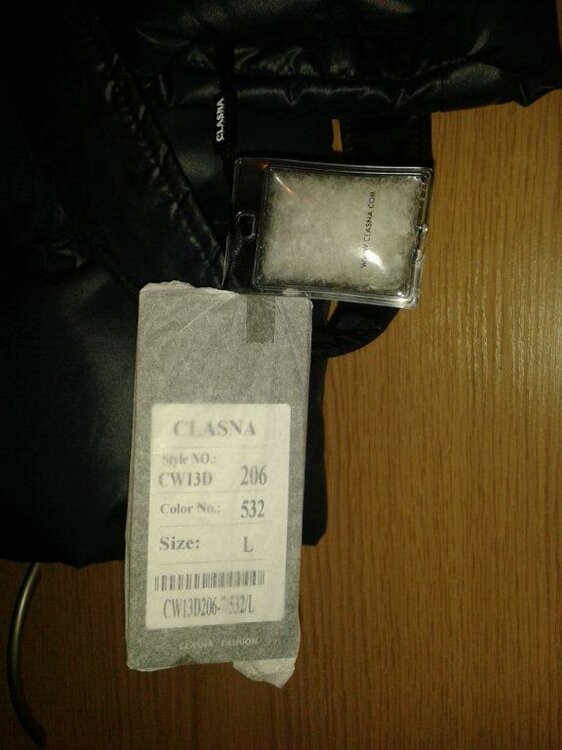 CLASNA
WWW.CLASNA.COM
CLASNA
Style NO.:
CW13D 206
Color No.: 532
Size: L
CW13D206-532/L
CLASNA FASHION